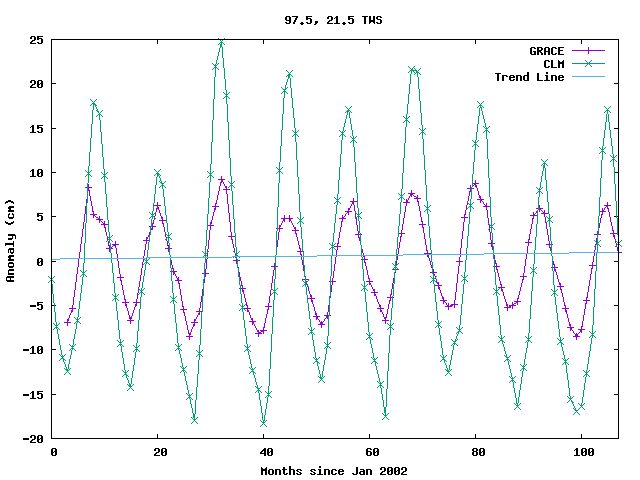 97.5, 21.5 TWS
GRACE
CLM
Trend Line
25
20
15
10
5
0
-5
-10
-15
-20
Anomaly (cm)
0 20 40 60 80 100
Months since Jan 2002